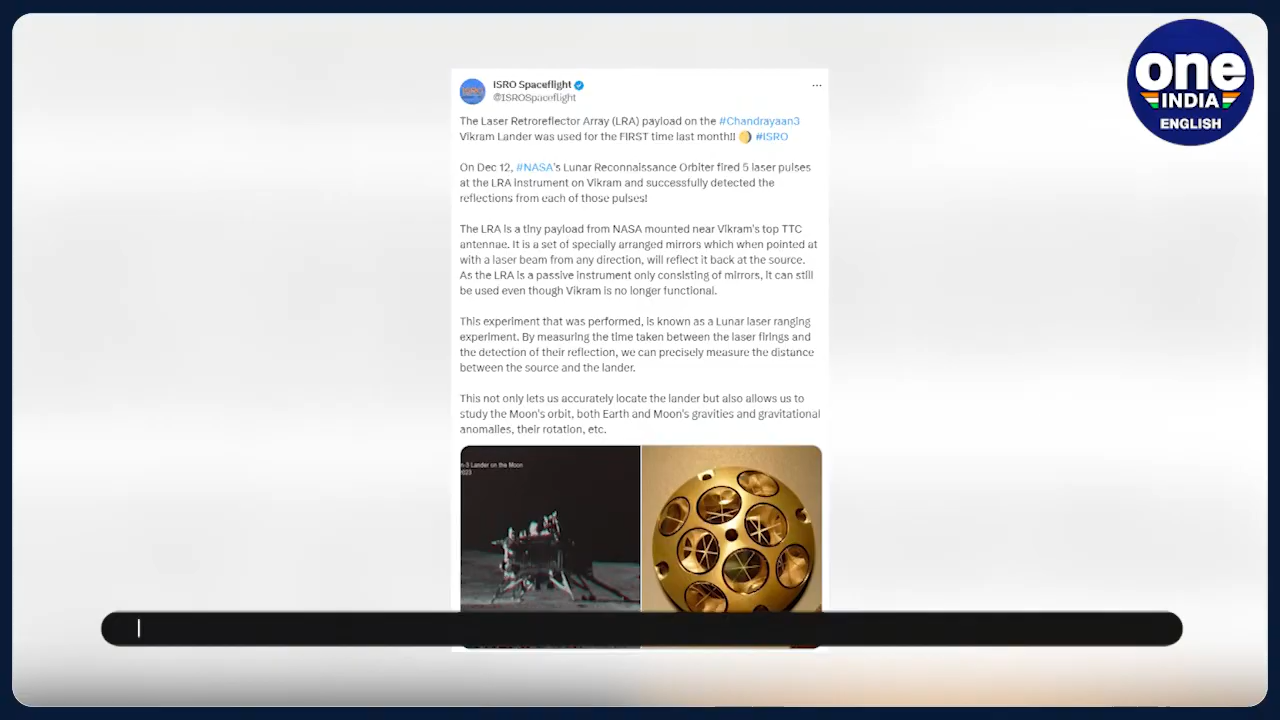 one
INDIA
ENGLISH
ISRO Spaceflight
@ISROSpaceflight
The Laser Retroreflector Array (LRA) payload on the #Chandrayaan3
Vikram Lander was used for the FIRST time last month!! 🌖 #ISRO
On Dec 12, #NASA's Lunar Reconnaissance Orbiter fired 5 laser pulses
at the LRA instrument on Vikram and successfully detected the
reflections from each of those pulses!
The LRA is a tiny payload from NASA mounted near Vikram's top TTC
antennae. It is a set of specially arranged mirrors which when pointed at
with a laser beam from any direction, will reflect it back at the source.
As the LRA is a passive instrument only consisting of mirrors, it can still
be used even though Vikram is no longer functional.
This experiment that was performed, is known as a Lunar laser ranging
experiment. By measuring the time taken between the laser firings and
the detection of their reflection, we can precisely measure the distance
between the source and the lander.
This not only lets us accurately locate the lander but also allows us to
study the Moon's orbit, both Earth and Moon's gravities and gravitational
anomalies, their rotation, etc.
n-3 Lander on the Moon
2023